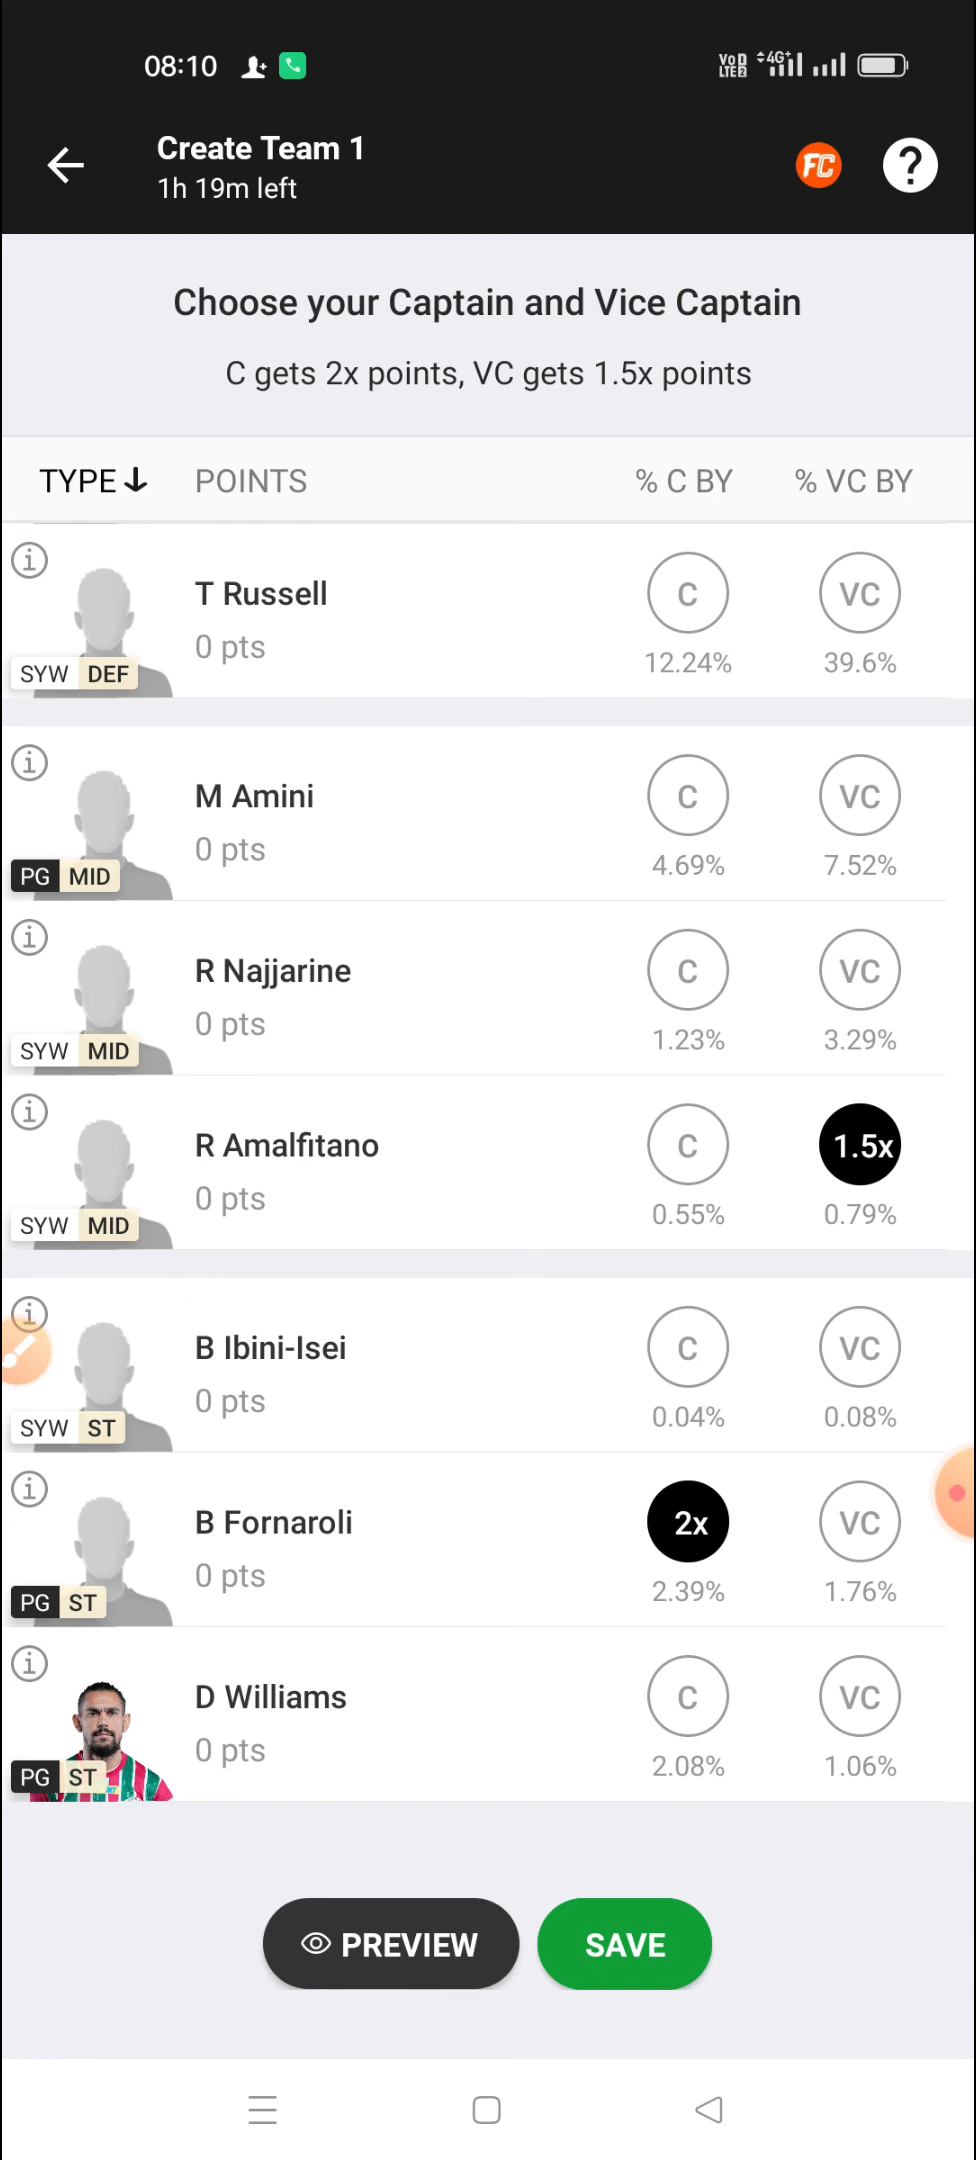 08:10
VoD LTE2 4G+
Create Team 1
1h 19m left
FC
?
Choose your Captain and Vice Captain
C gets 2x points, VC gets 1.5x points
TYPE POINTS % C BY % VC BY
T Russell
0 pts
SYW DEF
C VC
12.24% 39.6%
M Amini
0 pts
PG MID
C VC
4.69% 7.52%
R Najjarine
0 pts
SYW MID
C VC
1.23% 3.29%
R Amalfitano
0 pts
SYW MID
C 1.5x
0.55% 0.79%
B Ibini-Isei
0 pts
SYW ST
C VC
0.04% 0.08%
B Fornaroli
0 pts
PG ST
2x VC
2.39% 1.76%
D Williams
0 pts
PG ST
C VC
2.08% 1.06%
PREVIEW SAVE